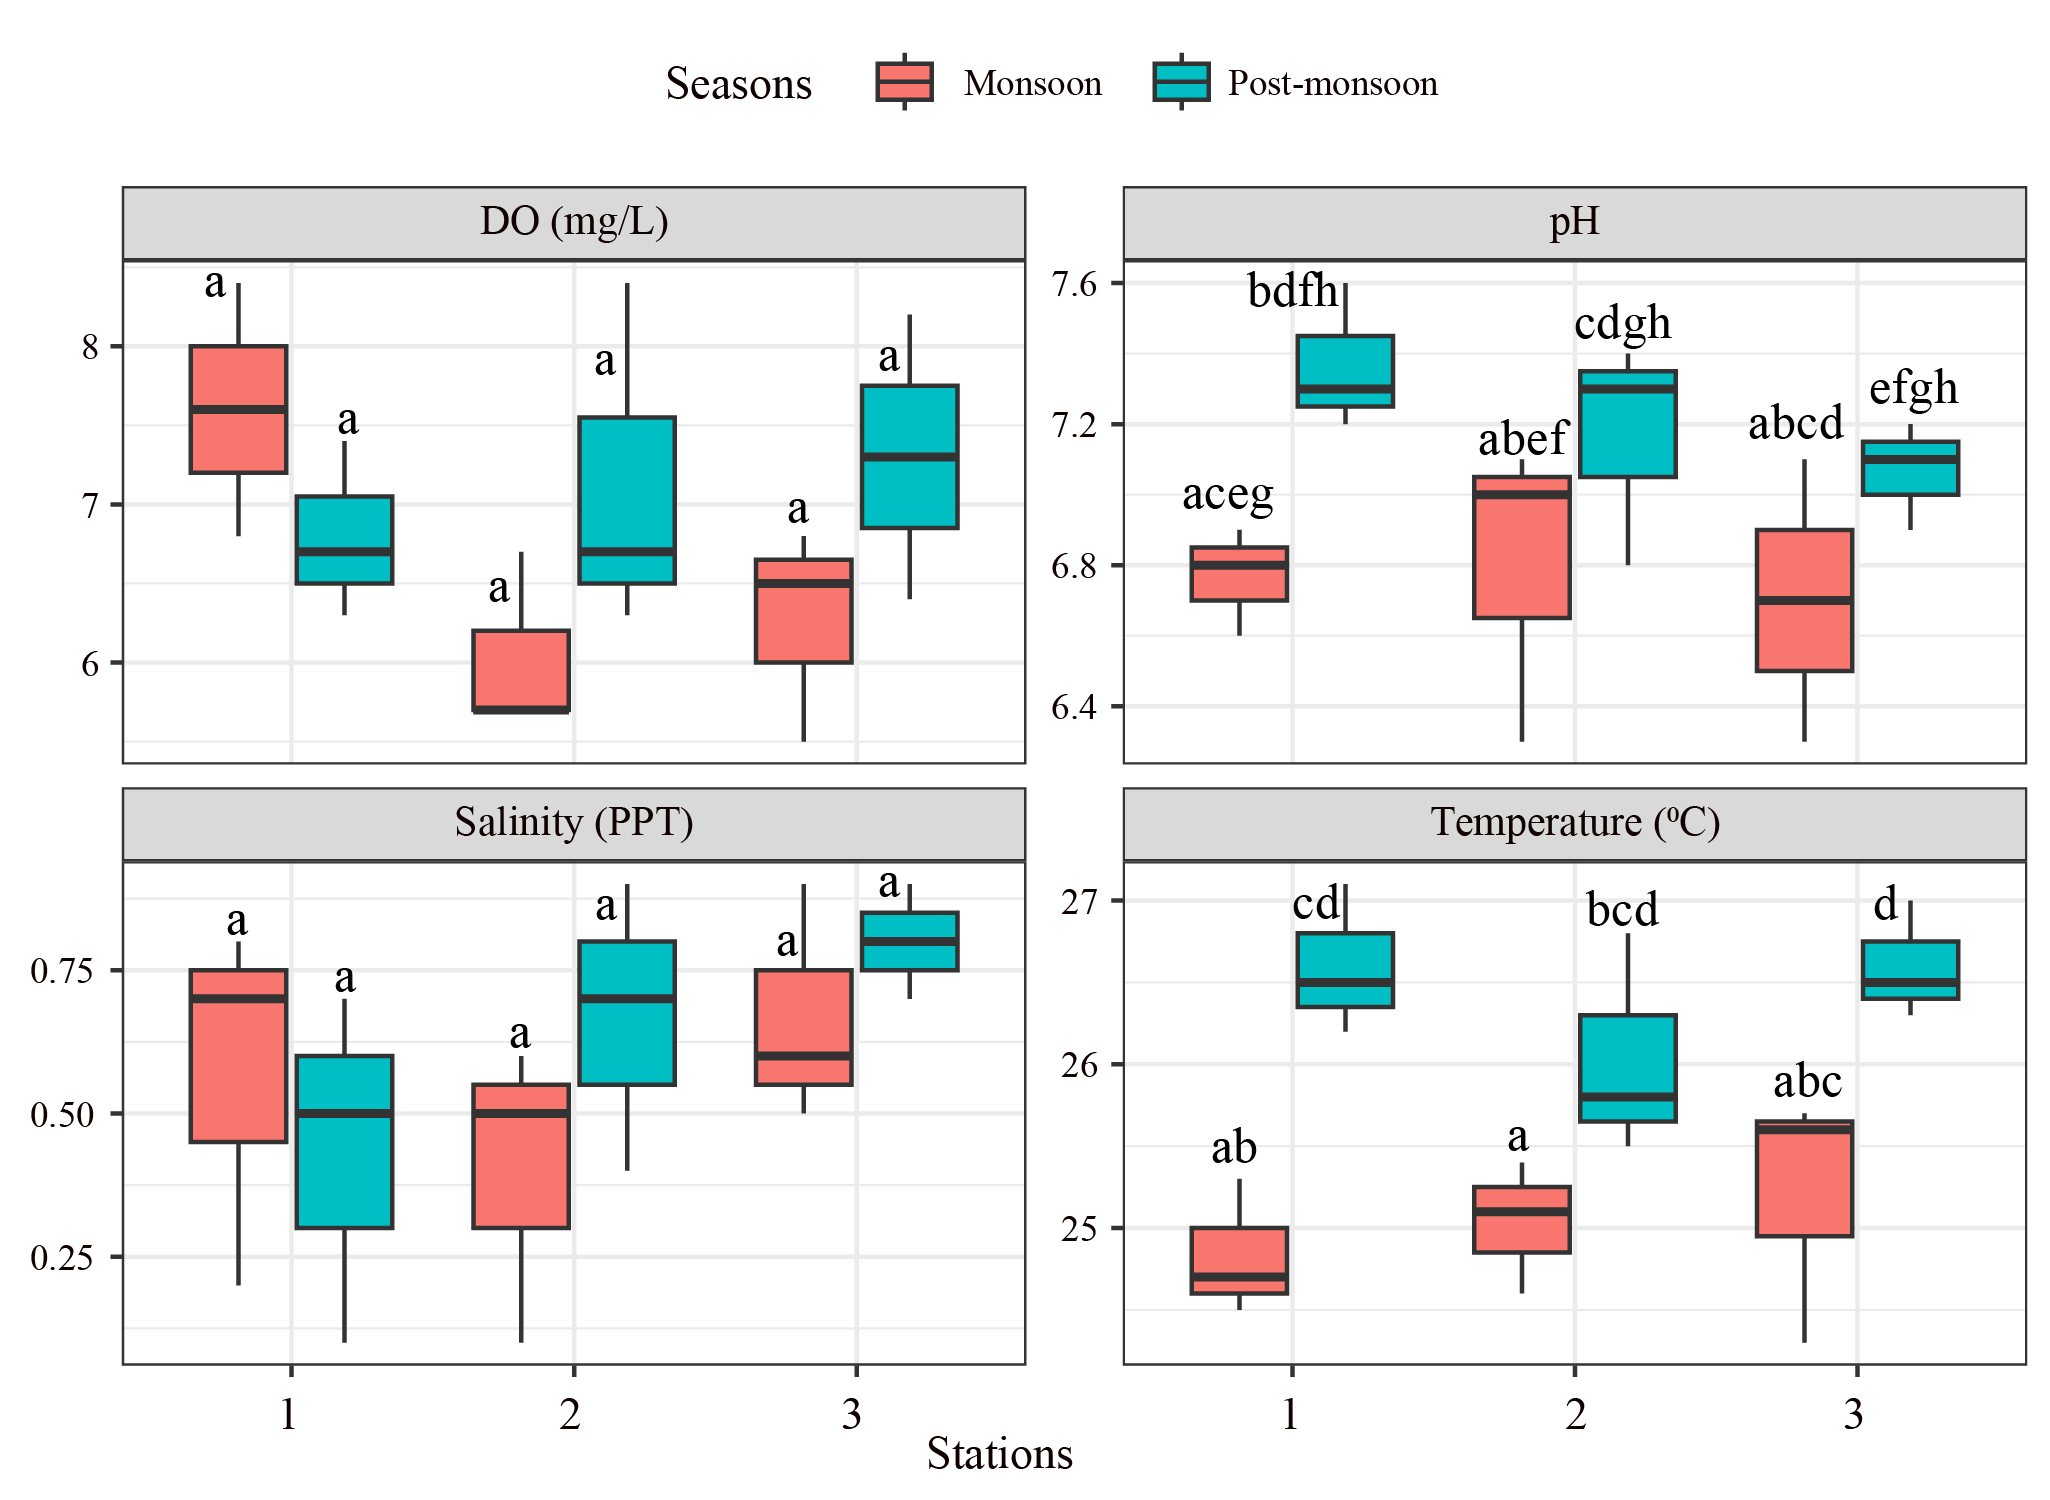 Seasons Monsoon Post-monsoon
DO (mg/L)
8
7
6
a
a
a
a
a
a
pH
7.6
7.2
6.8
6.4
aceg
bdfh
abef
cdgh
abcd
efgh
Salinity (PPT)
0.75
0.50
0.25
a
a
a
a
a
a
1 2 3
Temperature (⁰C)
27
26
25
ab
cd
a
bcd
abc
d
1 2 3
Stations